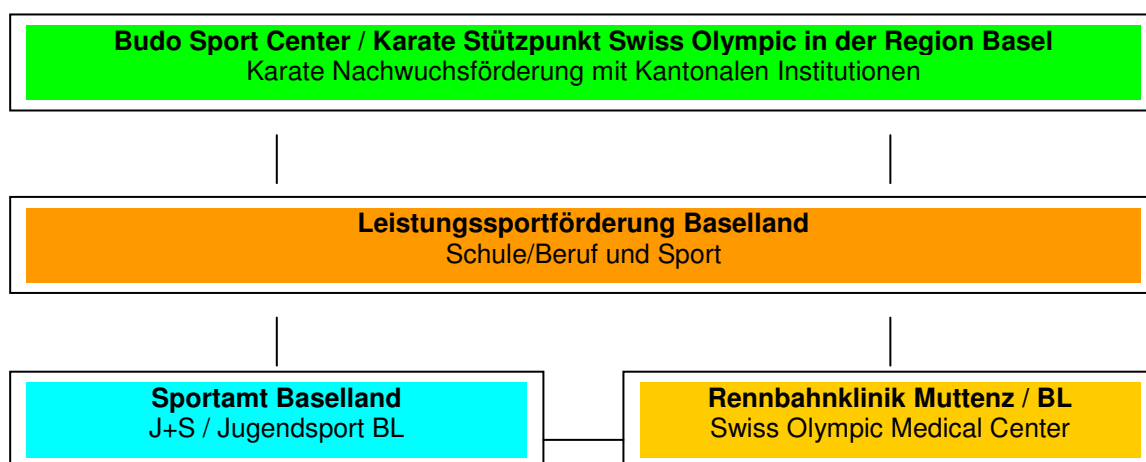 Budo Sport Center / Karate Stützpunkt Swiss Olympic in der Region Basel
Karate Nachwuchsförderung mit Kantonalen Institutionen
Leistungssportförderung Baselland
Schule/Beruf und Sport
Sportamt Baselland
J+S / Jugendsport BL
Rennbahnklinik Muttenz / BL
Swiss Olympic Medical Center